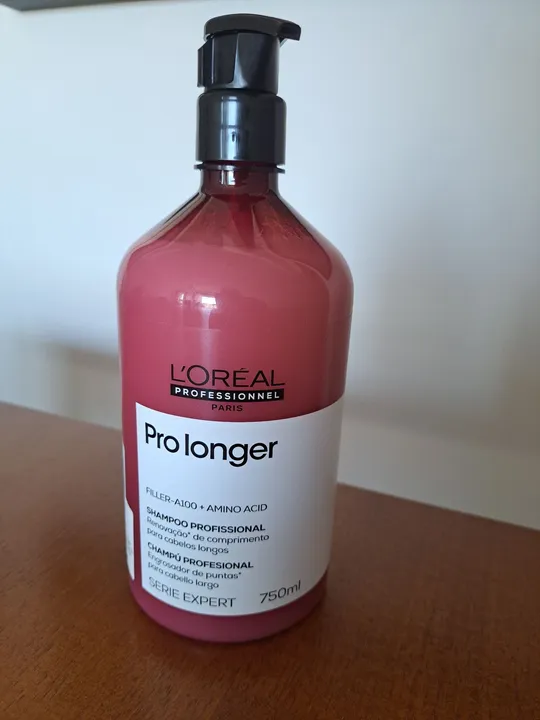 L'ORÉAL
PROFESSIONNEL
PARIS
Pro longer
FILLER-A100 + AMINO ACID
SHAMPOO PROFISSIONAL
Renovação* de comprimento
para cabelos longos
CHAMPÚ PROFESIONAL
Engrosador de puntas*
para cabello largo
SERIE EXPERT 750ml